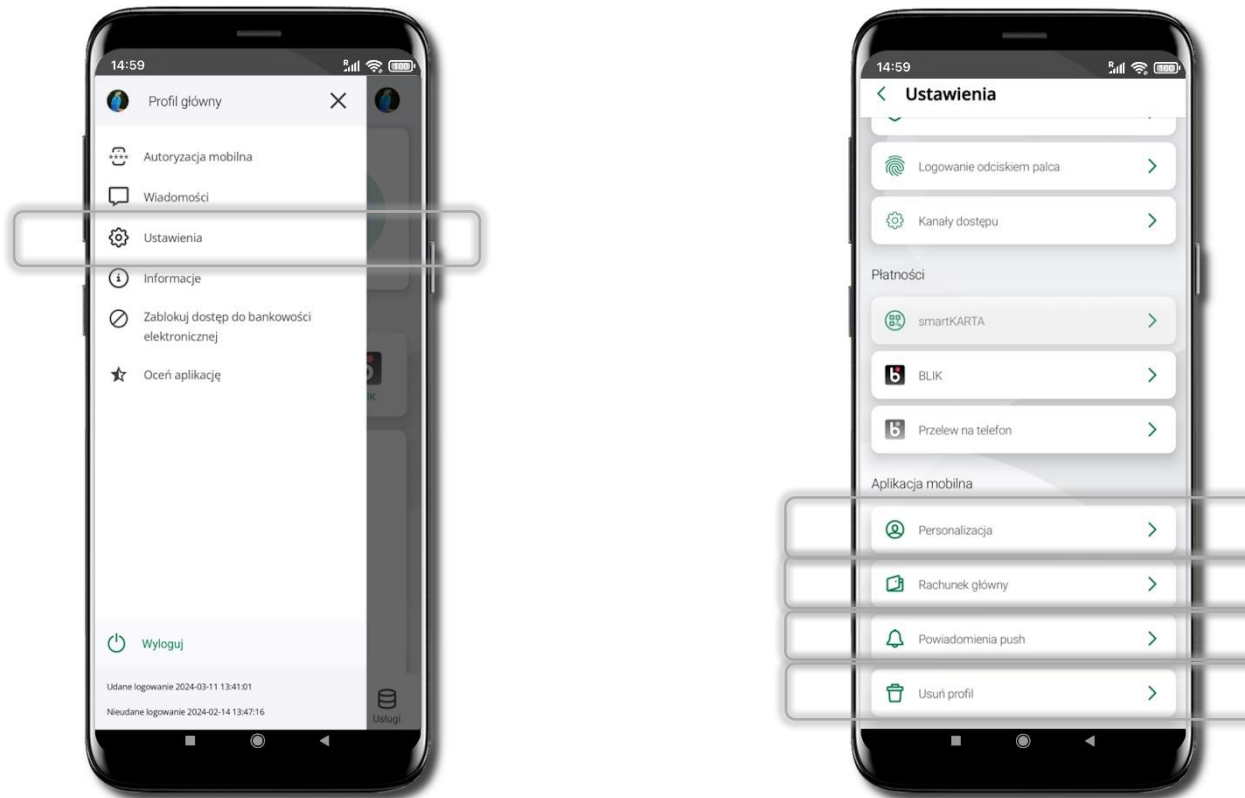 14:59
Profil główny
Autoryzacja mobilna
Wiadomości
Ustawienia
Informacje
Zablokuj dostęp do bankowości
elektronicznej
Oceń aplikację
Wyloguj
Udane logowanie 2024-03-11 13:41:01
Nieudane logowanie 2024-02-14 13:47:16
Usługi
14:59
Ustawienia
Logowanie odciskiem palca
Kanały dostępu
Płatności
smartKARTA
BLIK
Przelew na telefon
Aplikacja mobilna
Personalizacja
Rachunek główny
Powiadomienia push
Usuń profil